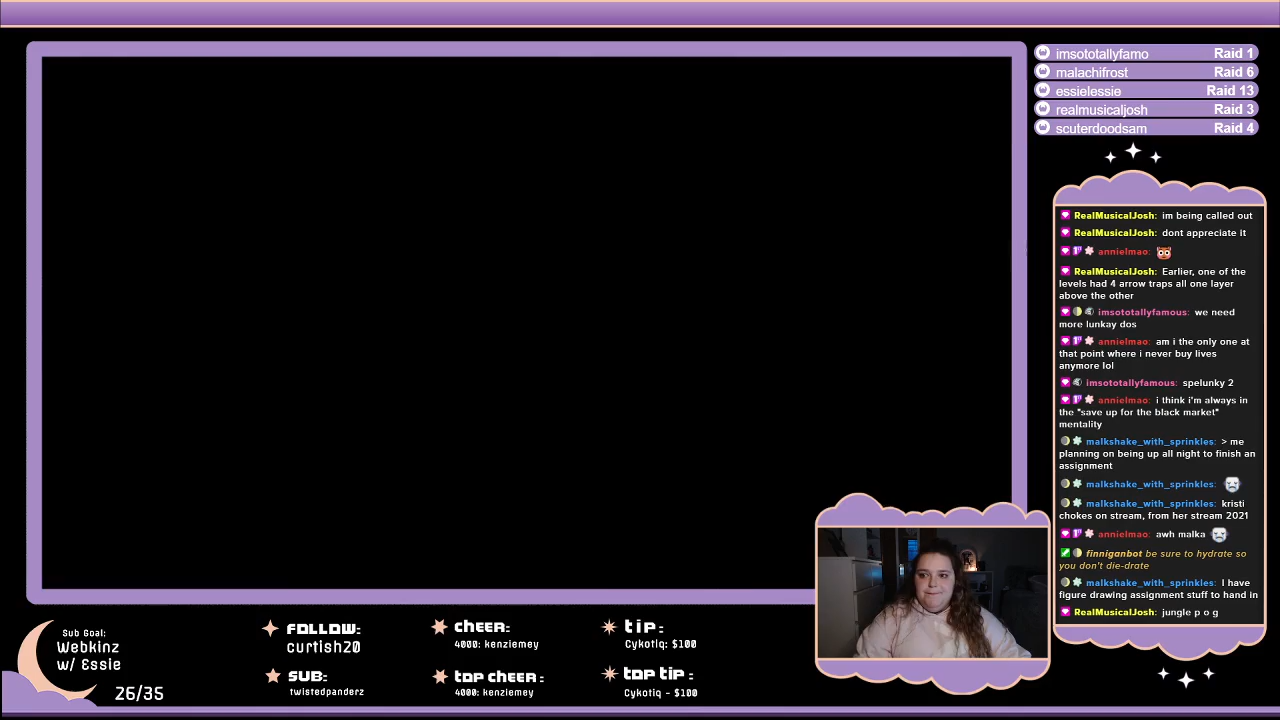 imsototallyfamo Raid 1
malachifrost Raid 6
essielessie Raid 13
realmusicaljosh Raid 3
scuterdoodsam Raid 4
RealMusicalJosh: im being called out
RealMusicalJosh: dont appreciate it
annielmao:
RealMusicalJosh: Earlier, one of the
levels had 4 arrow traps all one layer
above the other
imsototallyfamous: we need
more lunkay dos
annielmao: am i the only one at
that point where i never buy lives
anymore lol
imsototallyfamous: spelunky 2
annielmao: i think i'm always in
the "save up for the black market"
mentality
malkshake_with_sprinkles: > me
planning on being up all night to finish an
assignment
malkshake_with_sprinkles:
malkshake_with_sprinkles: kristi
chokes on stream, from her stream 2021
annielmao: awh malka
finniganbot be sure to hydrate so
you don't die-drate
malkshake_with_sprinkles: I have
figure drawing assignment stuff to hand in
RealMusicalJosh: jungle p o g
Sub Goal:
Webkinz
w/ Essie
26/35
FOLLOW:
curtish20
SUB:
twistedpanderz
cheer:
4000: kenziemey
top cheer:
4000: kenziemey
tip:
Cykotiq: $100
top tip:
Cykotiq - $100